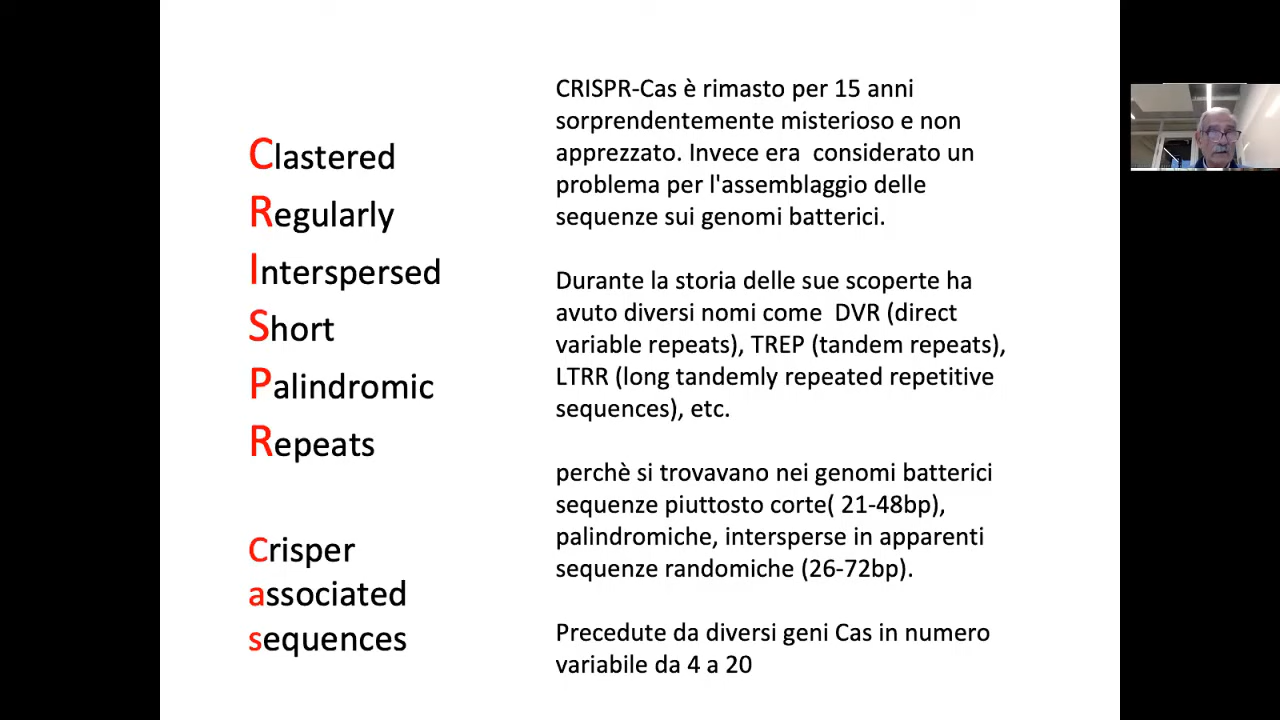 Clastered
Regularly
Interspersed
Short
Palindromic
Repeats
Crisper
associated
sequences
CRISPR-Cas è rimasto per 15 anni
sorprendentemente misterioso e non
apprezzato. Invece era  considerato un
problema per l'assemblaggio delle
sequenze sui genomi batterici.
Durante la storia delle sue scoperte ha
avuto diversi nomi come  DVR (direct
variable repeats), TREP (tandem repeats),
LTRR (long tandemly repeated repetitive
sequences), etc.
perchè si trovavano nei genomi batterici
sequenze piuttosto corte( 21-48bp),
palindromiche, intersperse in apparenti
sequenze randomiche (26-72bp).
Precedute da diversi geni Cas in numero
variabile da 4 a 20